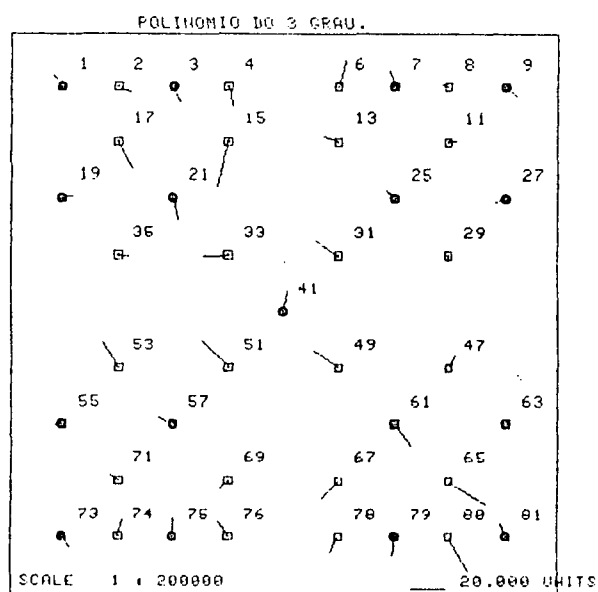 POLINOMIO DO 3 GRAU.
1 2 3 4 6 7 8 9
17 15 13 11
19 21 25 27
35 33 31 29
41
53 51 49 47
55 57 61 63
71 69 67 65
73 74 75 76 78 79 80 81
SCALE 1 : 200000 20.000 UNITS